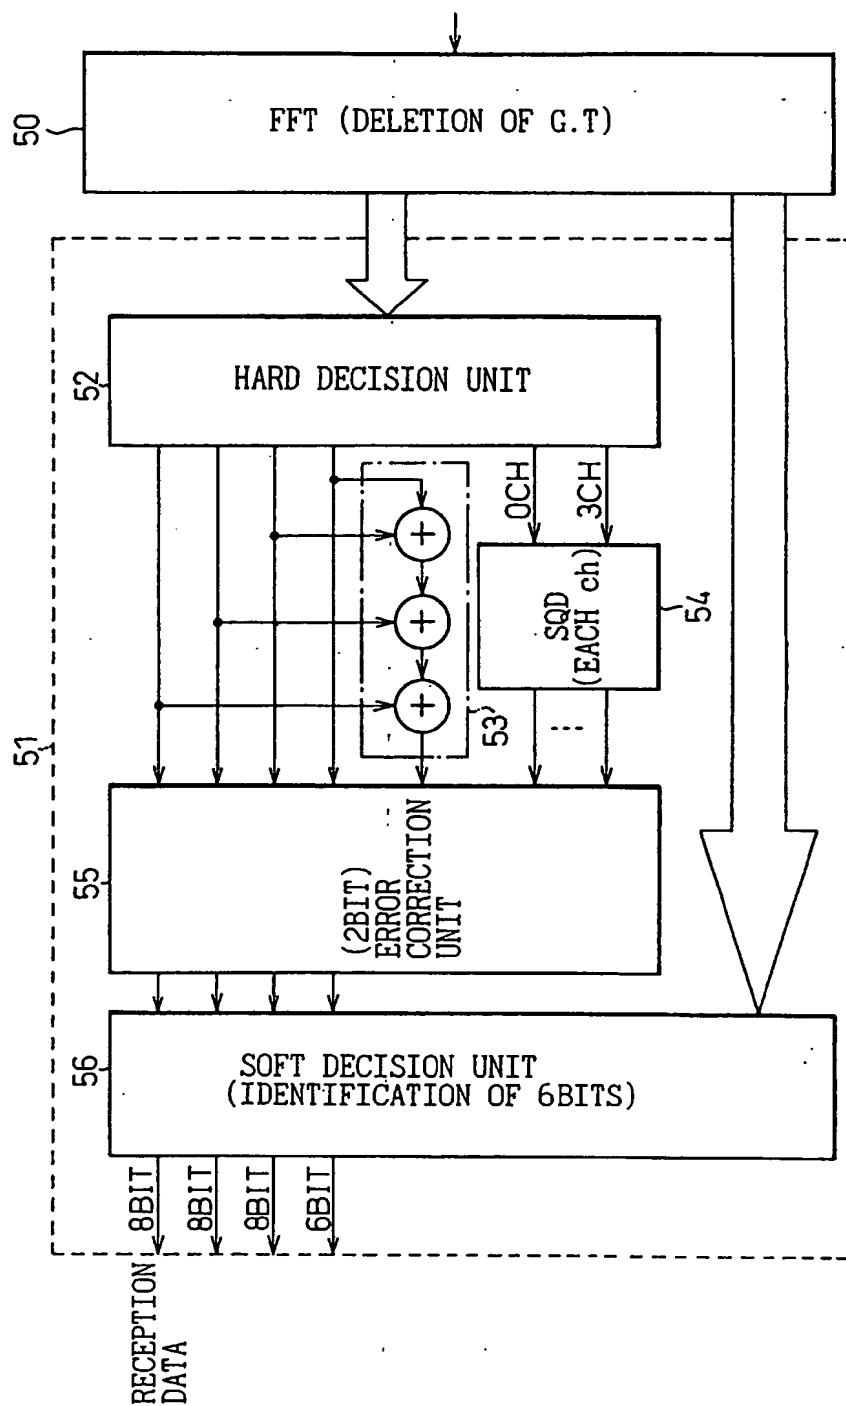 50
FFT (DELETION OF G.T)
51
52
HARD DECISION UNIT
0CH
3CH
53
SQD
(EACH ch)
54
55
(2BIT)
ERROR
CORRECTION
UNIT
56
SOFT DECISION UNIT
(IDENTIFICATION OF 6BITS)
8BIT
8BIT
8BIT
6BIT
RECEPTION
DATA